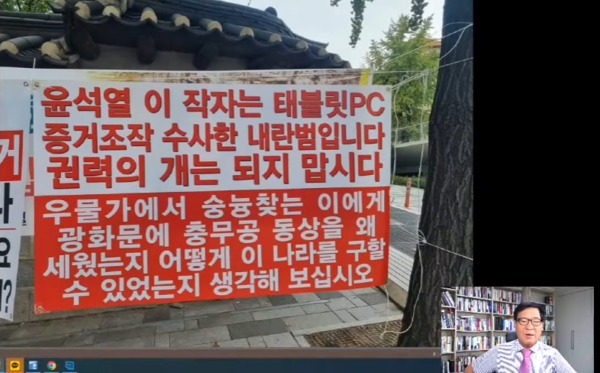 윤석열 이 작자는 태블릿PC
증거조작 수사한 내란범입니다
권력의 개는 되지 맙시다
우물가에서 숭늉찾는 이에게
광화문에 충무공 동상을 왜
세웠는지 어떻게 이 나라를 구할
수 있었는지 생각해 보십시오
거
요
?